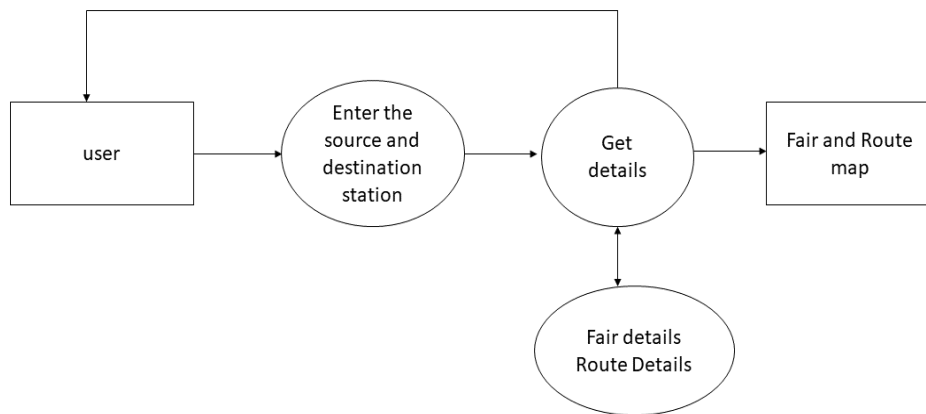 user
Enter the
source and
destination
station
Get
details
Fair and Route
map
Fair details
Route Details